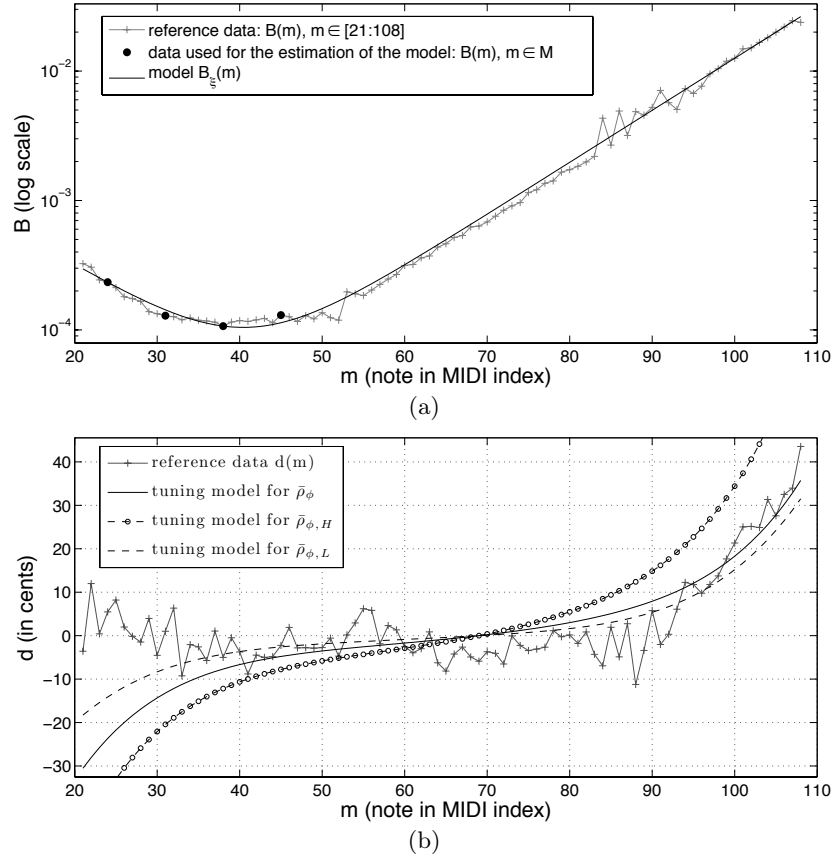 reference data: B(m), m∈[21:108]
data used for the estimation of the model: B(m), m∈M
model B_ξ(m)
B (log scale)
10⁻²
10⁻³
10⁻⁴
20 30 40 50 60 70 80 90 100 110
m (note in MIDI index)
(a)
reference data d(m)
tuning model for ρ̄_ϕ
tuning model for ρ̄_ϕ,H
tuning model for ρ̄_ϕ,L
d (in cents)
40
30
20
10
0
−10
−20
−30
20 30 40 50 60 70 80 90 100 110
m (note in MIDI index)
(b)